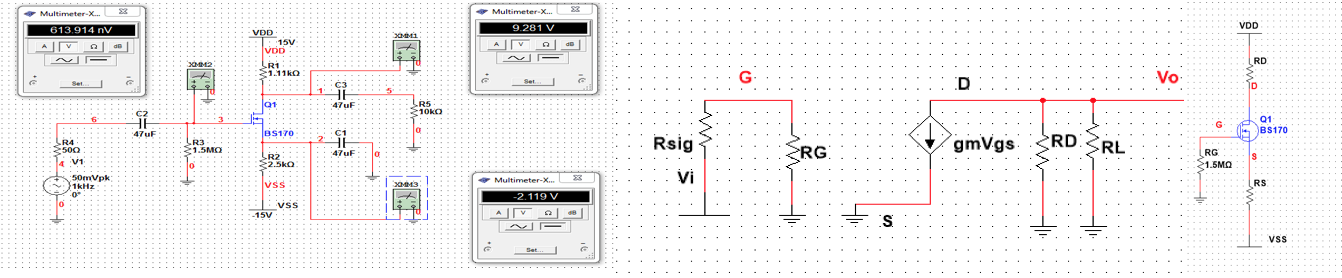 Multimeter-X...
613.914 nV
A V Ω dB
+ -
Set...
VDD
15V
VDD
R1
1.11kΩ
XMM1
XMM2
1
C3
47uF
5
R5
10kΩ
0
Q1
BS170
6
C2
47uF
3
R3
1.5MΩ
0
R4
50Ω
4
V1
50mVpk
1kHz
0°
0
2
C1
47uF
0
R2
2.5kΩ
VSS
VSS
-15V
XMM3
Multimeter-X...
9.281 V
A V Ω dB
+ -
Set...
Multimeter-X...
-2.119 V
A V Ω dB
+ -
Set...
G
Rsig
Vi
RG
D
gmVgs
S
RD
RL
Vo
VDD
RD
D
G
Q1
BS170
RG
1.5MΩ
S
RS
VSS